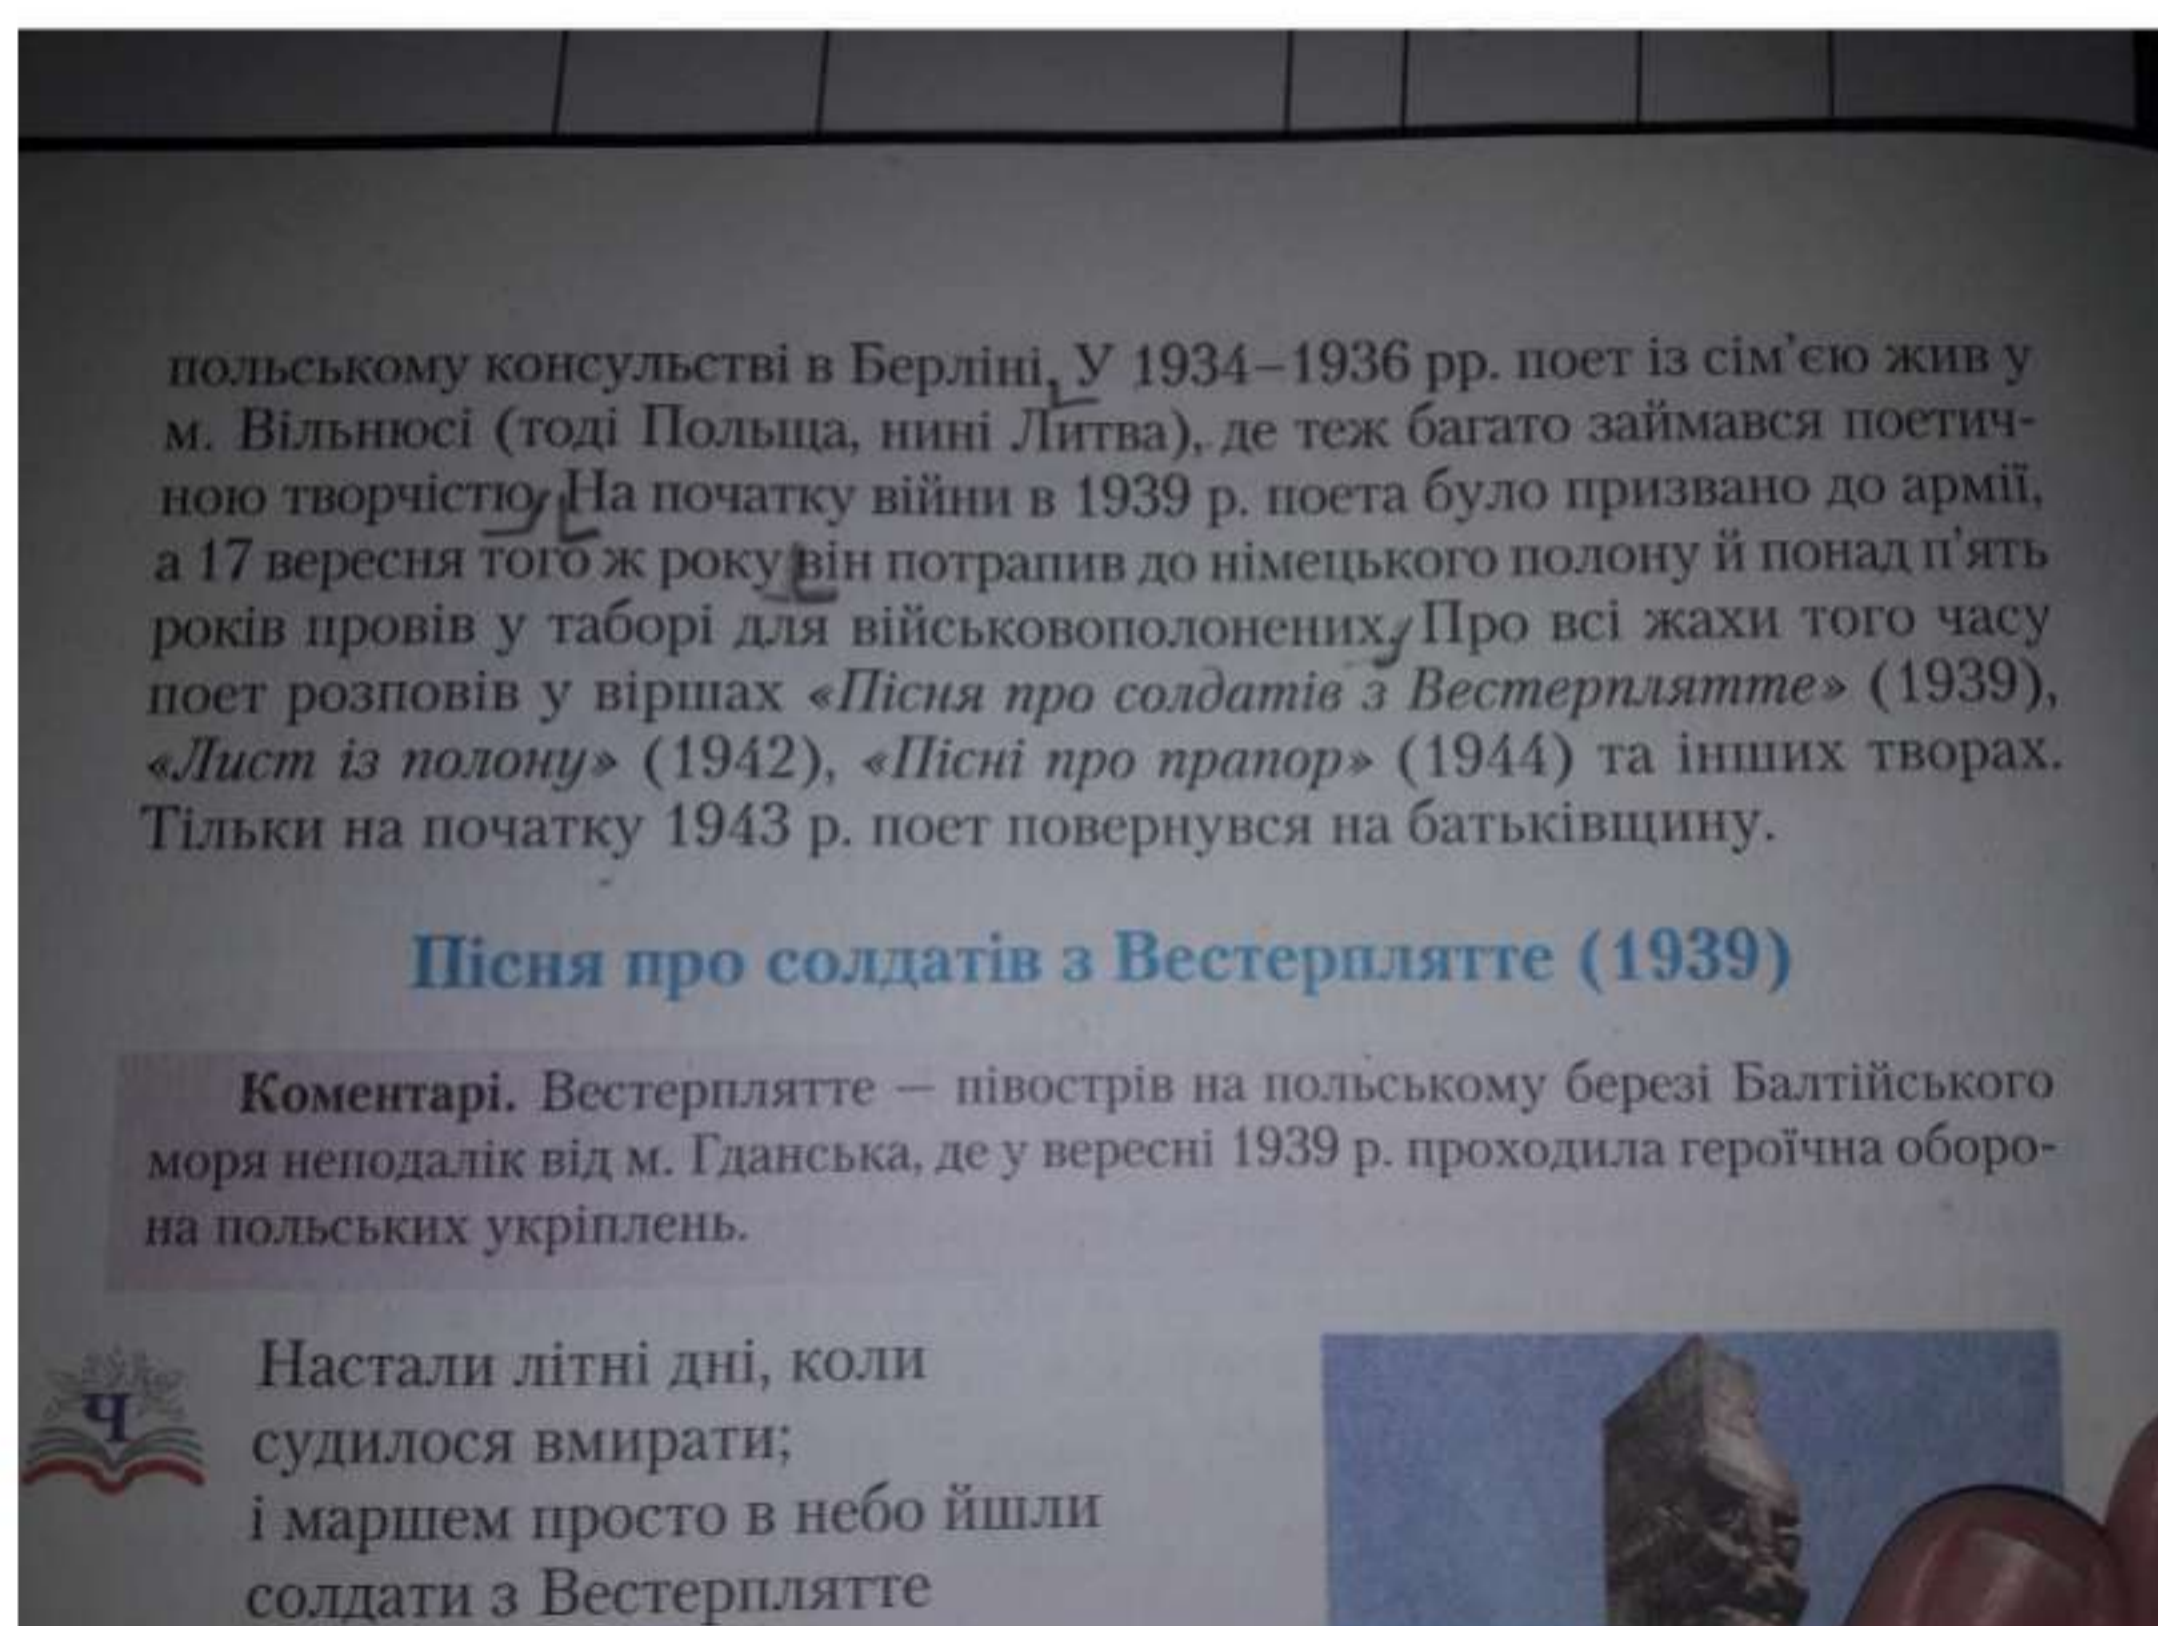 польському консульстві в Берліні. У 1934–1936 рр. поет із сім'єю жив у
м. Вільнюсі (тоді Польща, нині Литва), де теж багато займався поетич-
ною творчістю. На початку війни в 1939 р. поета було призвано до армії,
а 17 вересня того ж року він потрапив до німецького полону й понад п'ять
років провів у таборі для військовополонених. Про всі жахи того часу
поет розповів у віршах «Пісня про солдатів з Вестерплятте» (1939),
«Лист із полону» (1942), «Пісні про прапор» (1944) та інших творах.
Тільки на початку 1943 р. поет повернувся на батьківщину.
Пісня про солдатів з Вестерплятте (1939)
Коментарі. Вестерплятте — півострів на польському березі Балтійського
моря неподалік від м. Гданська, де у вересні 1939 р. проходила героїчна оборо-
на польських укріплень.
Ч
Настали літні дні, коли
судилося вмирати;
і маршем просто в небо йшли
солдати з Вестерплятте